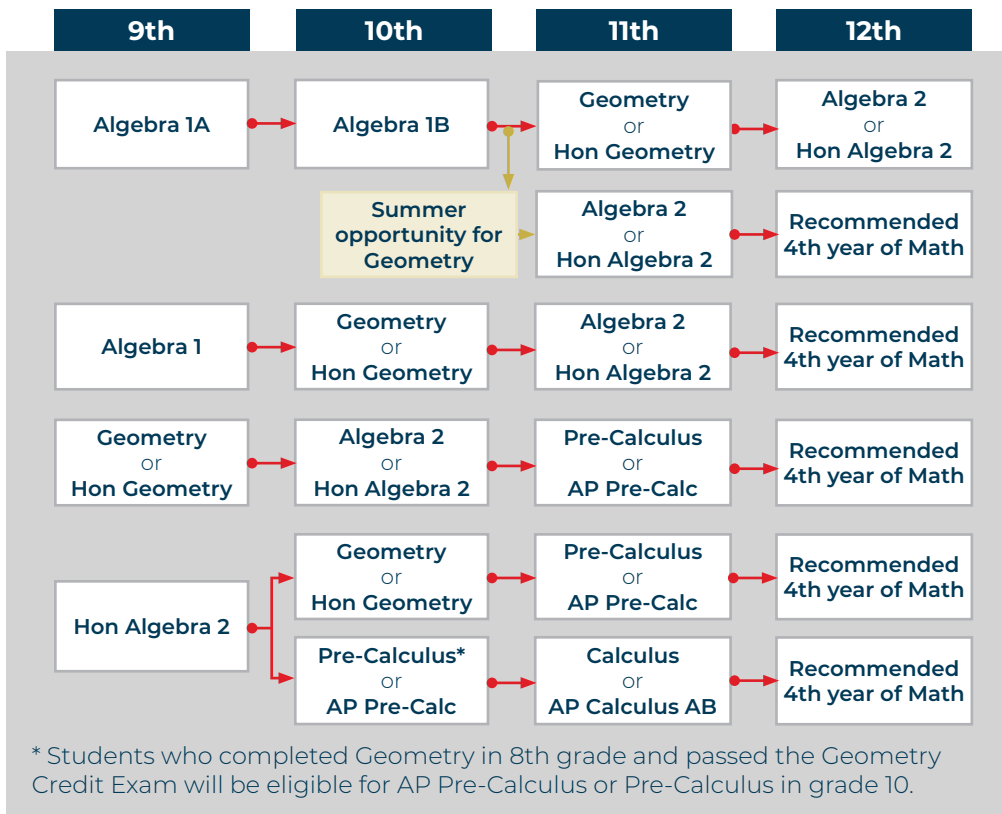 9th
10th
11th
12th
Algebra 1A
Algebra 1B
Geometry
or
Hon Geometry
Algebra 2
or
Hon Algebra 2
Summer
opportunity for
Geometry
Algebra 2
or
Hon Algebra 2
Recommended
4th year of Math
Algebra 1
Geometry
or
Hon Geometry
Algebra 2
or
Hon Algebra 2
Recommended
4th year of Math
Geometry
or
Hon Geometry
Algebra 2
or
Hon Algebra 2
Pre-Calculus
or
AP Pre-Calc
Recommended
4th year of Math
Hon Algebra 2
Geometry
or
Hon Geometry
Pre-Calculus
or
AP Pre-Calc
Recommended
4th year of Math
Pre-Calculus*
or
AP Pre-Calc
Calculus
or
AP Calculus AB
Recommended
4th year of Math
* Students who completed Geometry in 8th grade and passed the Geometry
Credit Exam will be eligible for AP Pre-Calculus or Pre-Calculus in grade 10.